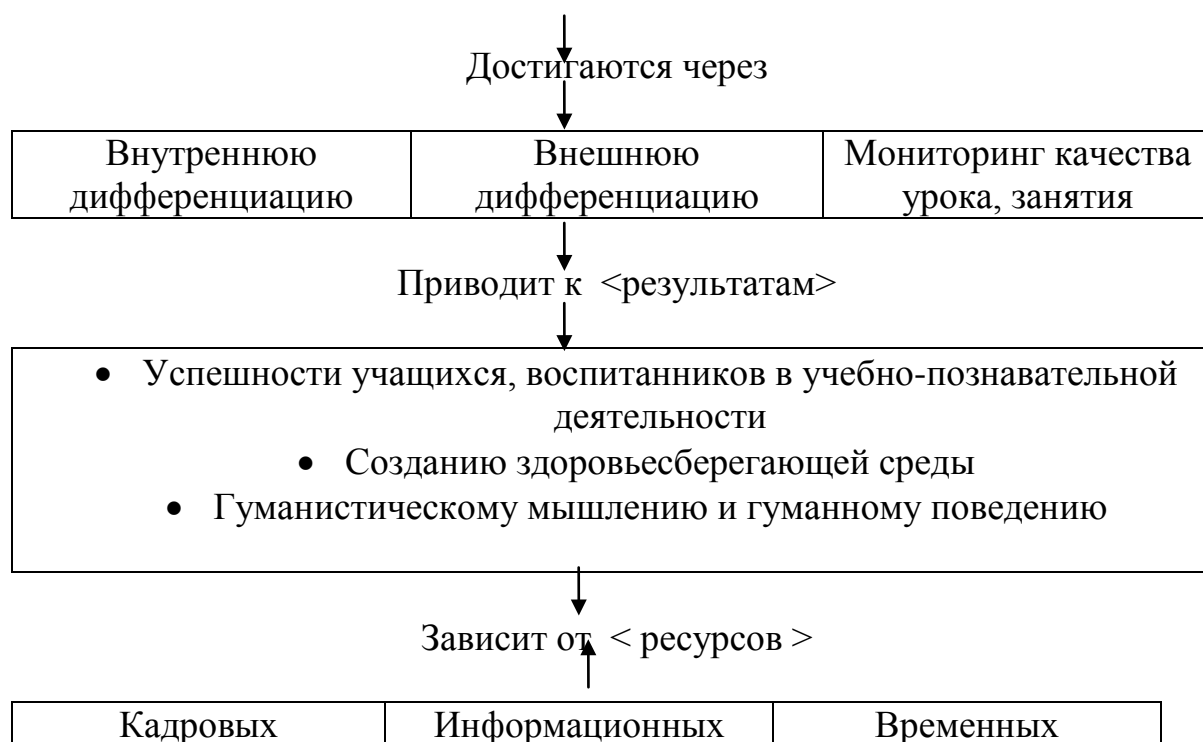 Достигаются через
Внутреннюю Внешнюю Мониторинг качества
дифференциацию дифференциацию урока, занятия
Приводит к <результатам>
• Успешности учащихся, воспитанников в учебно-познавательной
деятельности
• Созданию здоровьесберегающей среды
• Гуманистическому мышлению и гуманному поведению
Зависит от < ресурсов >
Кадровых Информационных Временных